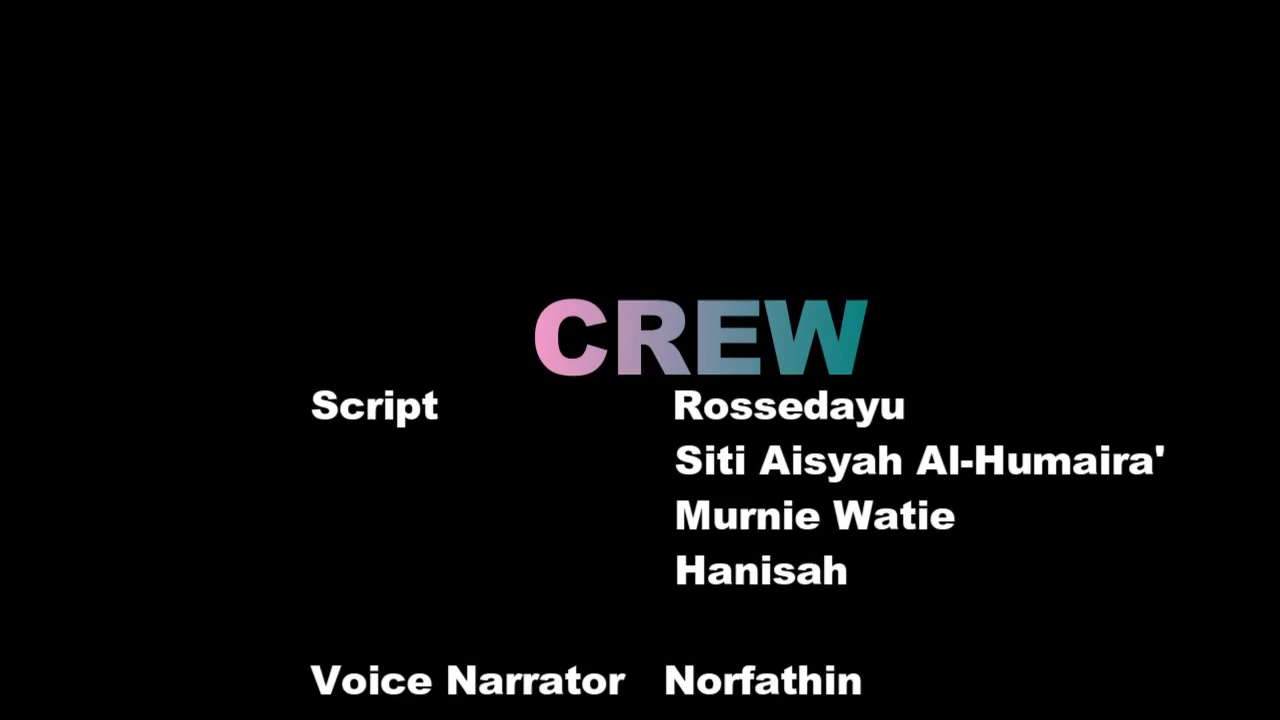 CREW
Script Rossedayu
Siti Aisyah Al-Humaira'
Murnie Watie
Hanisah
Voice Narrator Norfathin